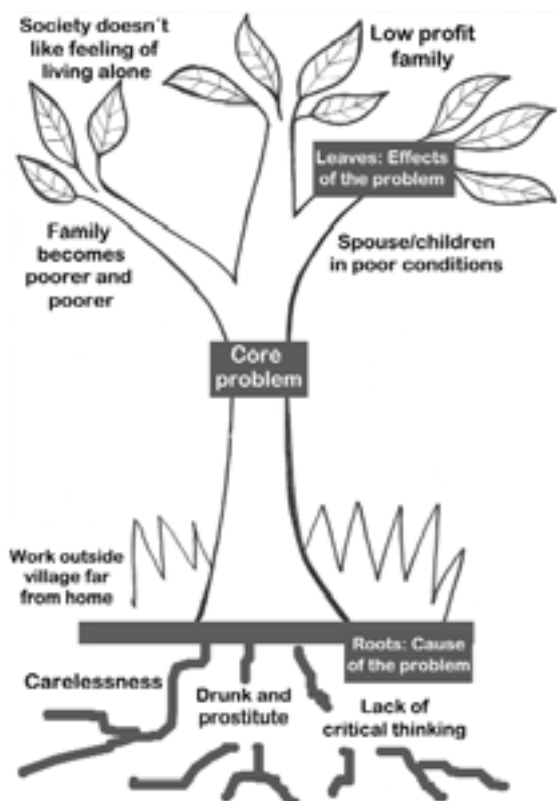 Society doesn´t
like feeling of
living alone
Low profit
family
Leaves: Effects
of the problem
Family
becomes
poorer and
poorer
Spouse/children
in poor conditions
Core
problem
Work outside
village far
from home
Roots: Cause
of the problem
Carelessness
Drunk and
prostitute
Lack of
critical thinking